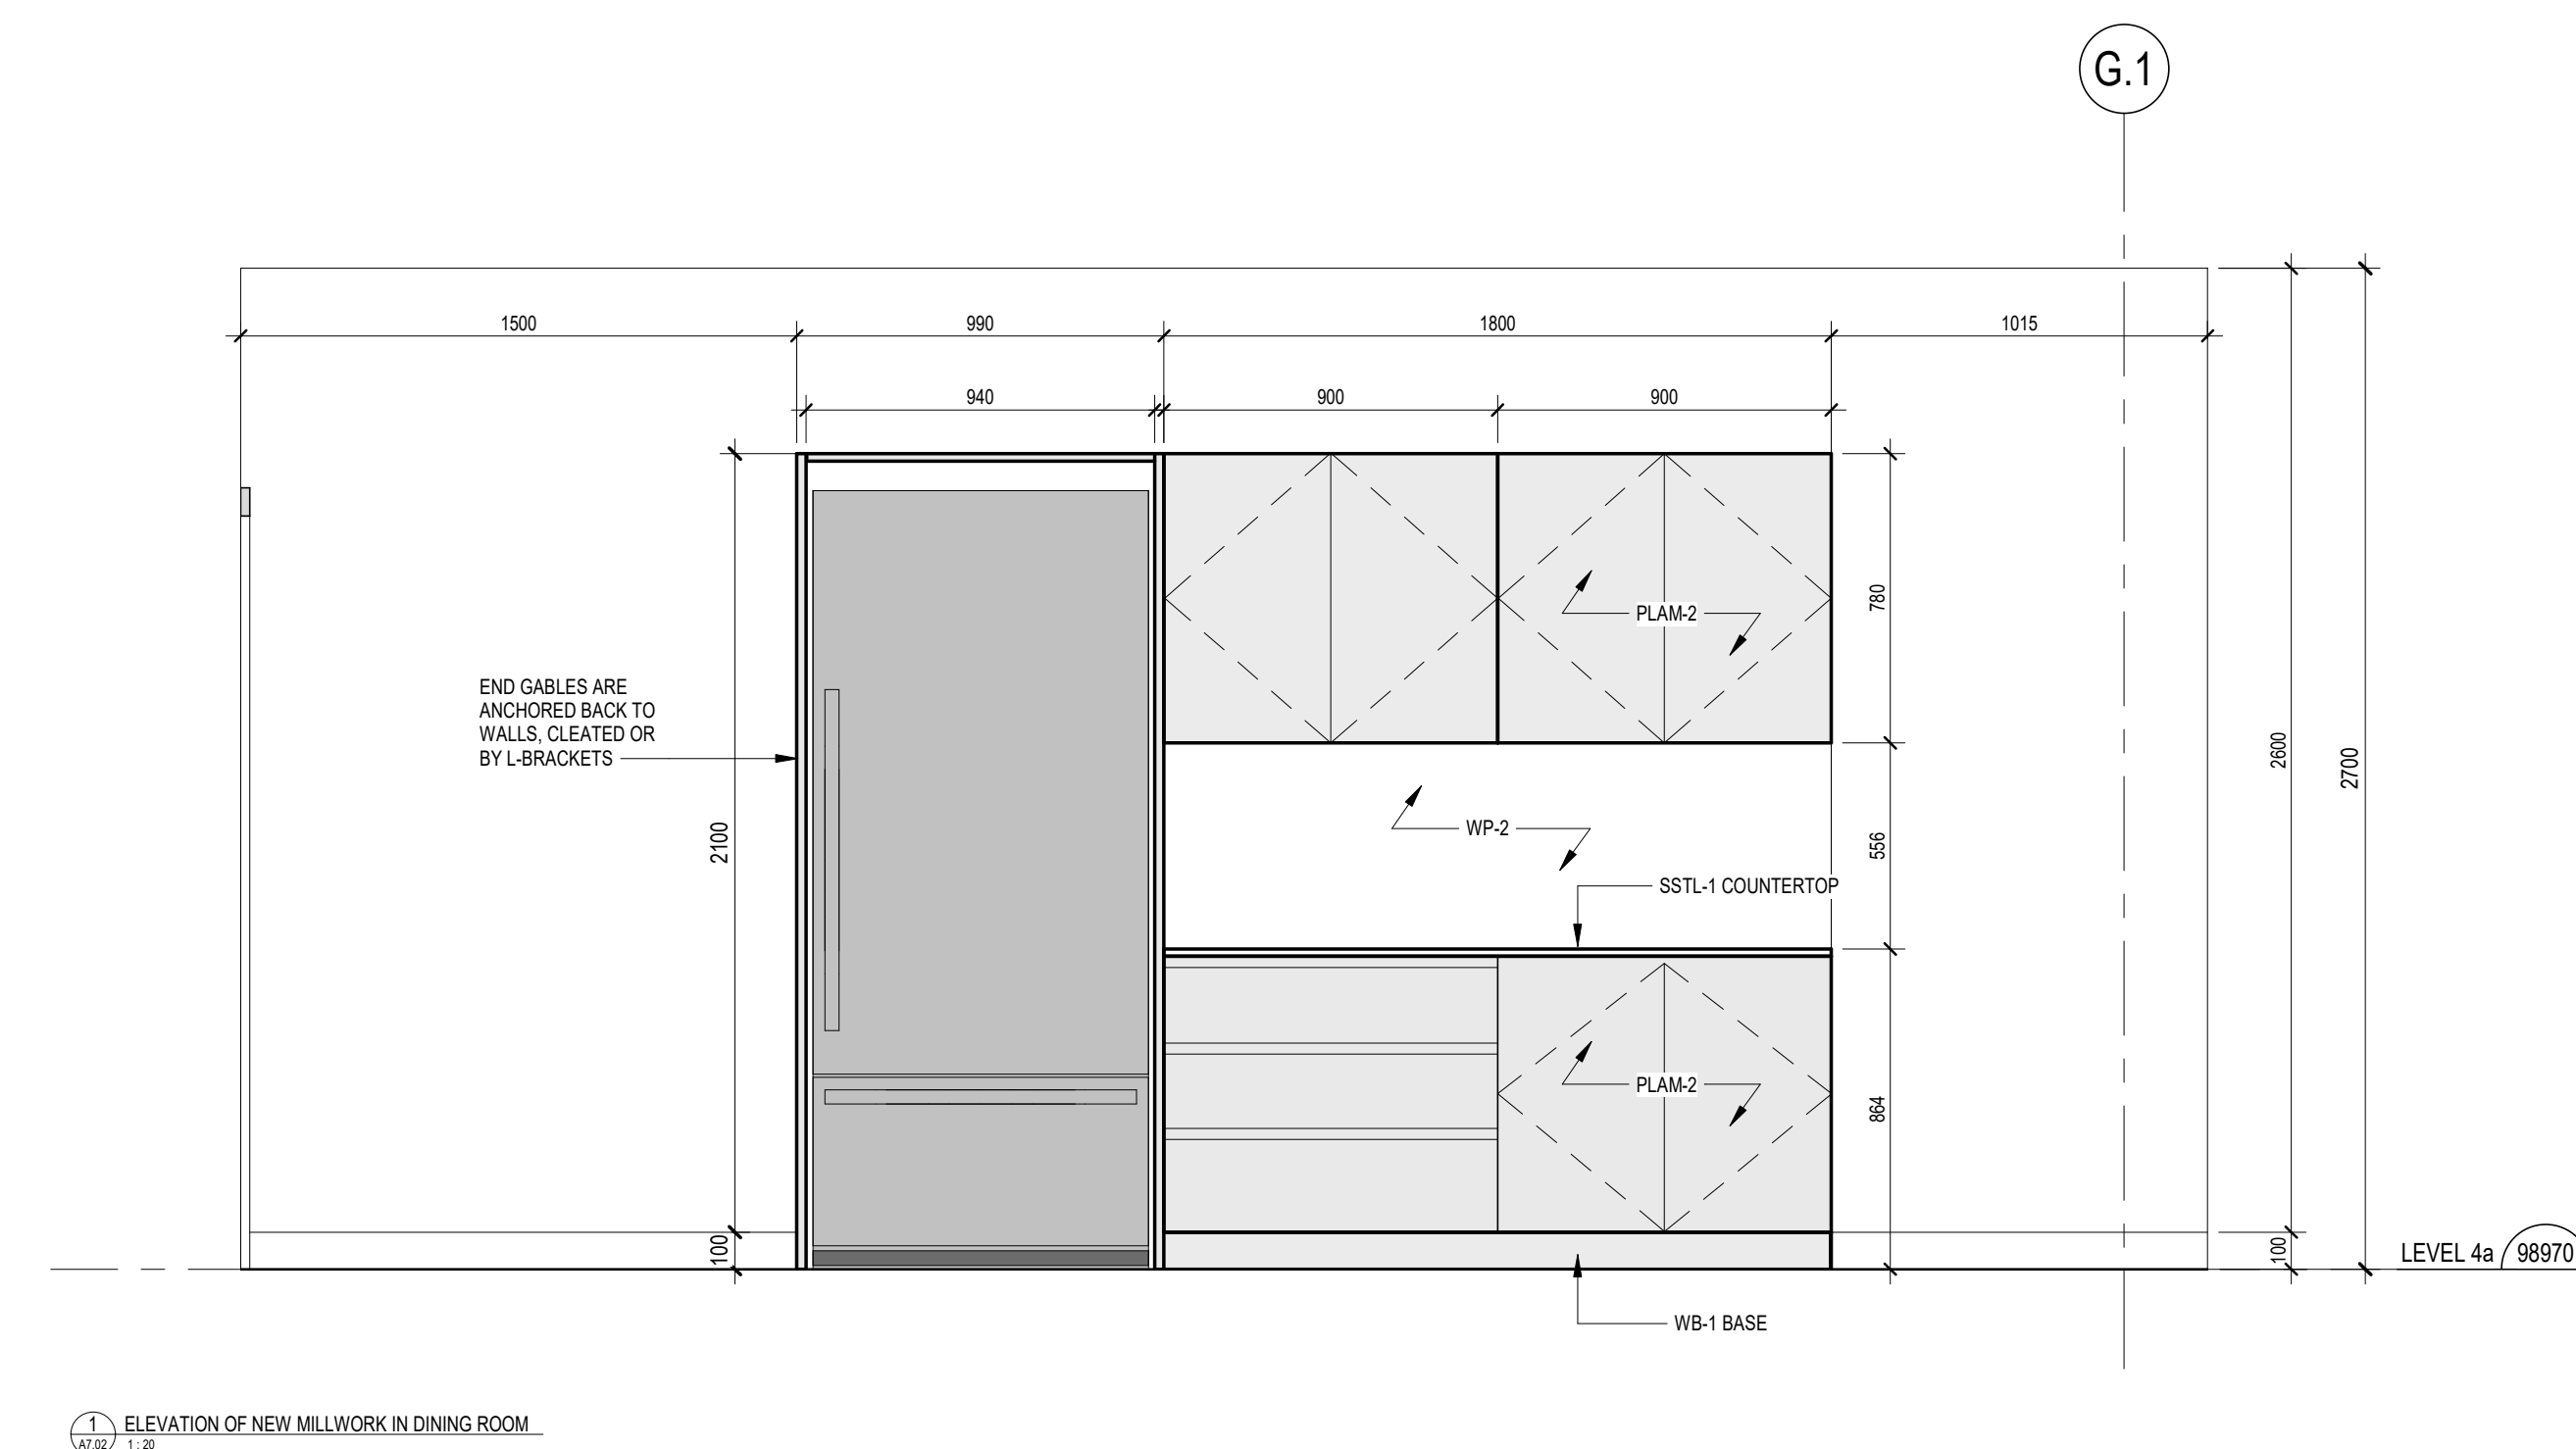 G.1
1500
990
1800
1015
940
900
900
PLAM-2
780
END GABLES ARE
ANCHORED BACK TO
WALLS, CLEATED OR
BY L-BRACKETS
2100
2600
2700
WP-2
556
SSTL-1 COUNTERTOP
PLAM-2
864
100
100
LEVEL 4a
98970
WB-1 BASE
1
ELEVATION OF NEW MILLWORK IN DINING ROOM
A7.02
1 : 20